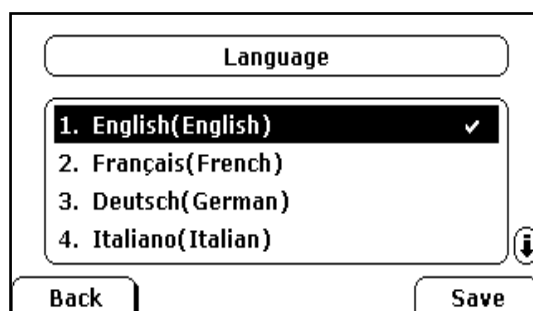 Language
1. English(English) ✓
2. Français(French)
3. Deutsch(German)
4. Italiano(Italian)
Back Save